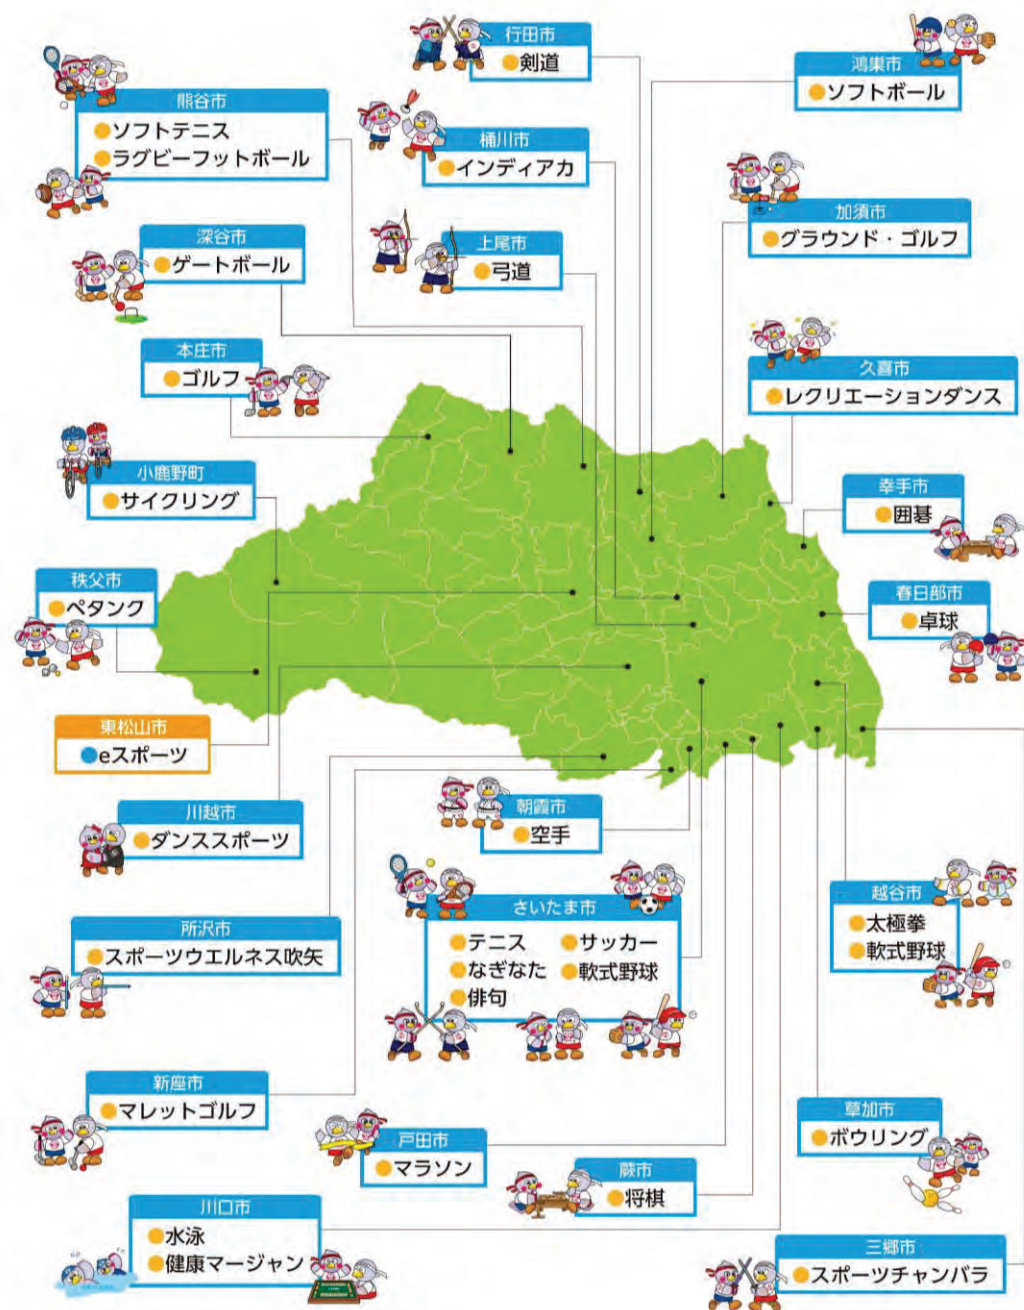 行田市
剣道
鴻巣市
ソフトボール
熊谷市
ソフトテニス
ラグビーフットボール
桶川市
インディアカ
加須市
グラウンド・ゴルフ
深谷市
ゲートボール
上尾市
弓道
本庄市
ゴルフ
久喜市
レクリエーションダンス
小鹿野町
サイクリング
幸手市
囲碁
秩父市
ペタンク
春日部市
卓球
東松山市
eスポーツ
川越市
ダンススポーツ
朝霞市
空手
さいたま市
テニス サッカー
なぎなた 軟式野球
俳句
越谷市
太極拳
軟式野球
所沢市
スポーツウエルネス吹矢
新座市
マレットゴルフ
戸田市
マラソン
蕨市
将棋
草加市
ボウリング
川口市
水泳
健康マージャン
三郷市
スポーツチャンバラ